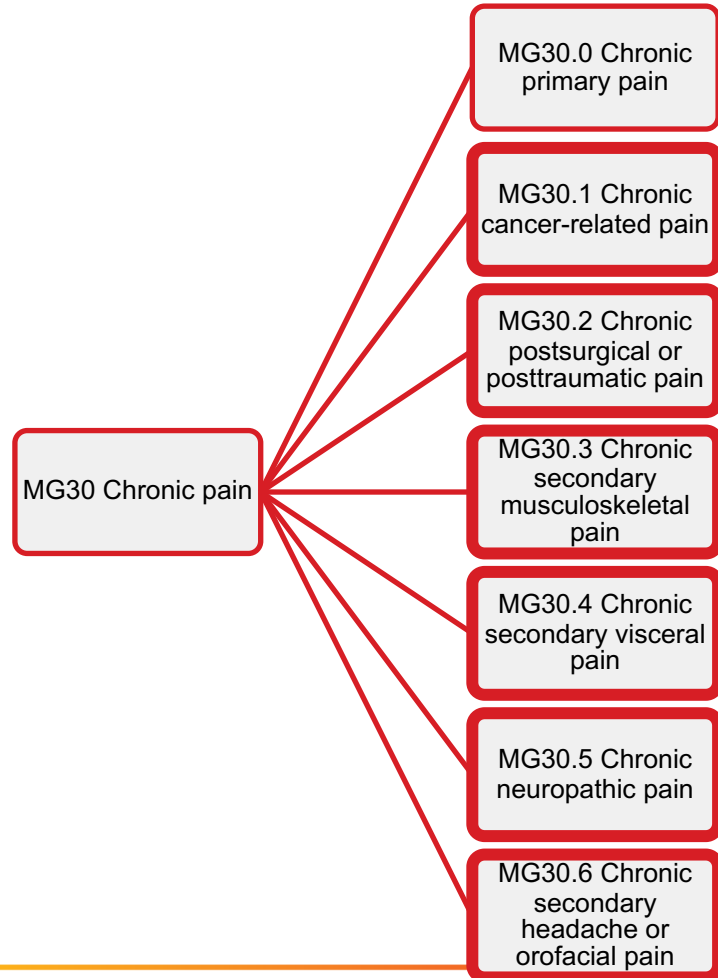 MG30 Chronic pain
MG30.0 Chronic
primary pain
MG30.1 Chronic
cancer-related pain
MG30.2 Chronic
postsurgical or
posttraumatic pain
MG30.3 Chronic
secondary
musculoskeletal
pain
MG30.4 Chronic
secondary visceral
pain
MG30.5 Chronic
neuropathic pain
MG30.6 Chronic
secondary
headache or
orofacial pain